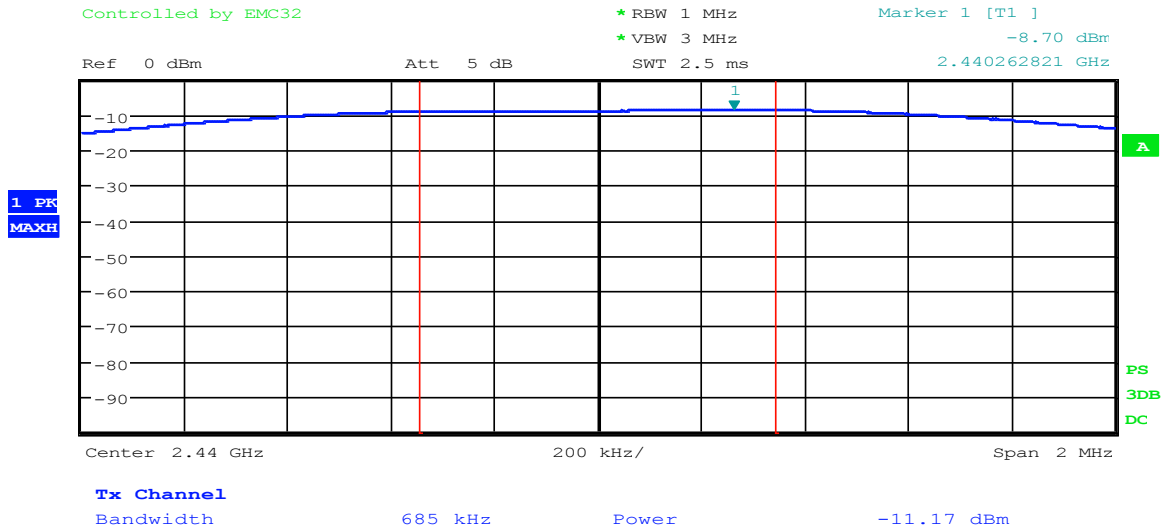 Controlled by EMC32
* RBW 1 MHz
Marker 1 [T1 ]
* VBW 3 MHz
-8.70 dBm
Ref 0 dBm Att 5 dB SWT 2.5 ms 2.440262821 GHz
1
-10
A
-20
-30
1 PK
MAXH
-40
-50
-60
-70
-80
PS
-90
3DB
DC
Center 2.44 GHz 200 kHz/ Span 2 MHz
Tx Channel
Bandwidth 685 kHz Power -11.17 dBm